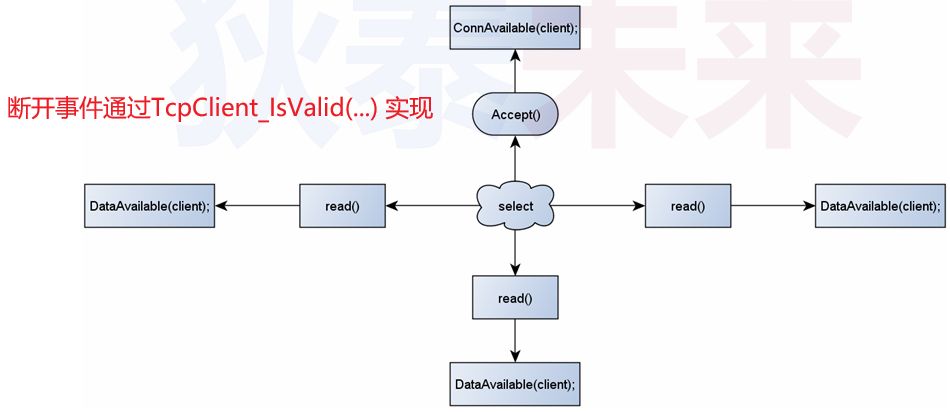 狄泰未来
ConnAvailable(client);
断开事件通过TcpClient_IsValid(...) 实现
Accept()
DataAvailable(client);
read()
select
read()
DataAvailable(client);
read()
DataAvailable(client);